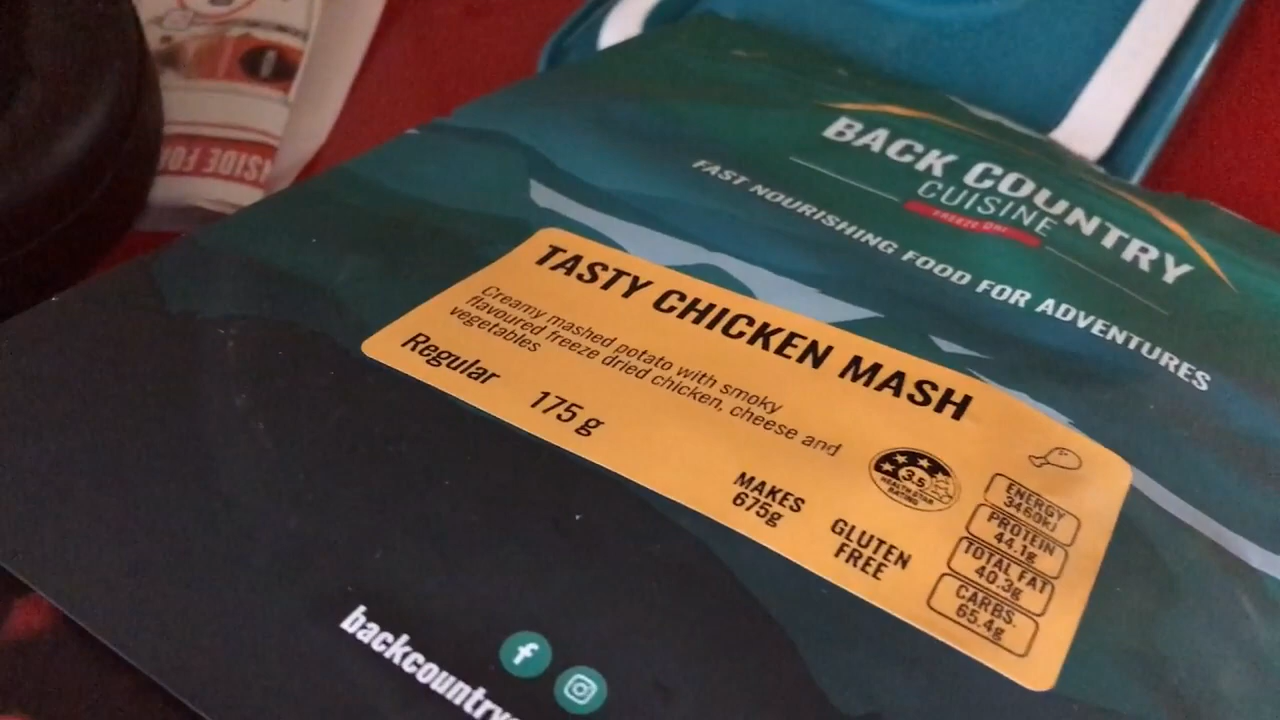 BACK COUNTRY
CUISINE
FREEZE DRI
FAST NOURISHING FOOD FOR ADVENTURES
TASTY CHICKEN MASH
Creamy mashed potato with smoky
flavoured freeze dried chicken, cheese and
vegetables
Regular
175 g
MAKES
675g
GLUTEN
FREE
3.5
HEALTH STAR
RATING
ENERGY
3460kJ
PROTEIN
44.1g
TOTAL FAT
40.3g
CARBS.
65.4g
backcountry
NSIDE FO